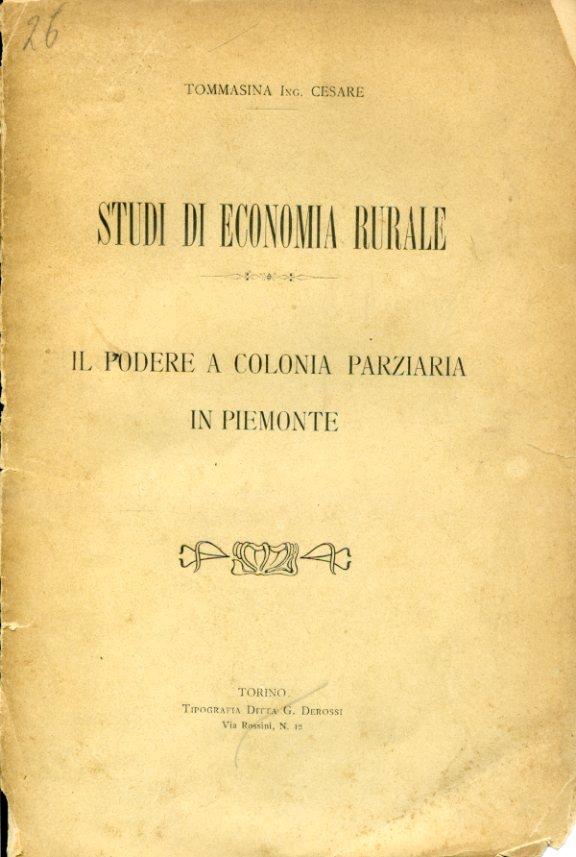 26
TOMMASINA ING. CESARE
STUDI DI ECONOMIA RURALE
IL PODERE A COLONIA PARZIARIA
IN PIEMONTE
TORINO
TIPOGRAFIA DITTA G. DEROSSI
Via Rossini, N. 12